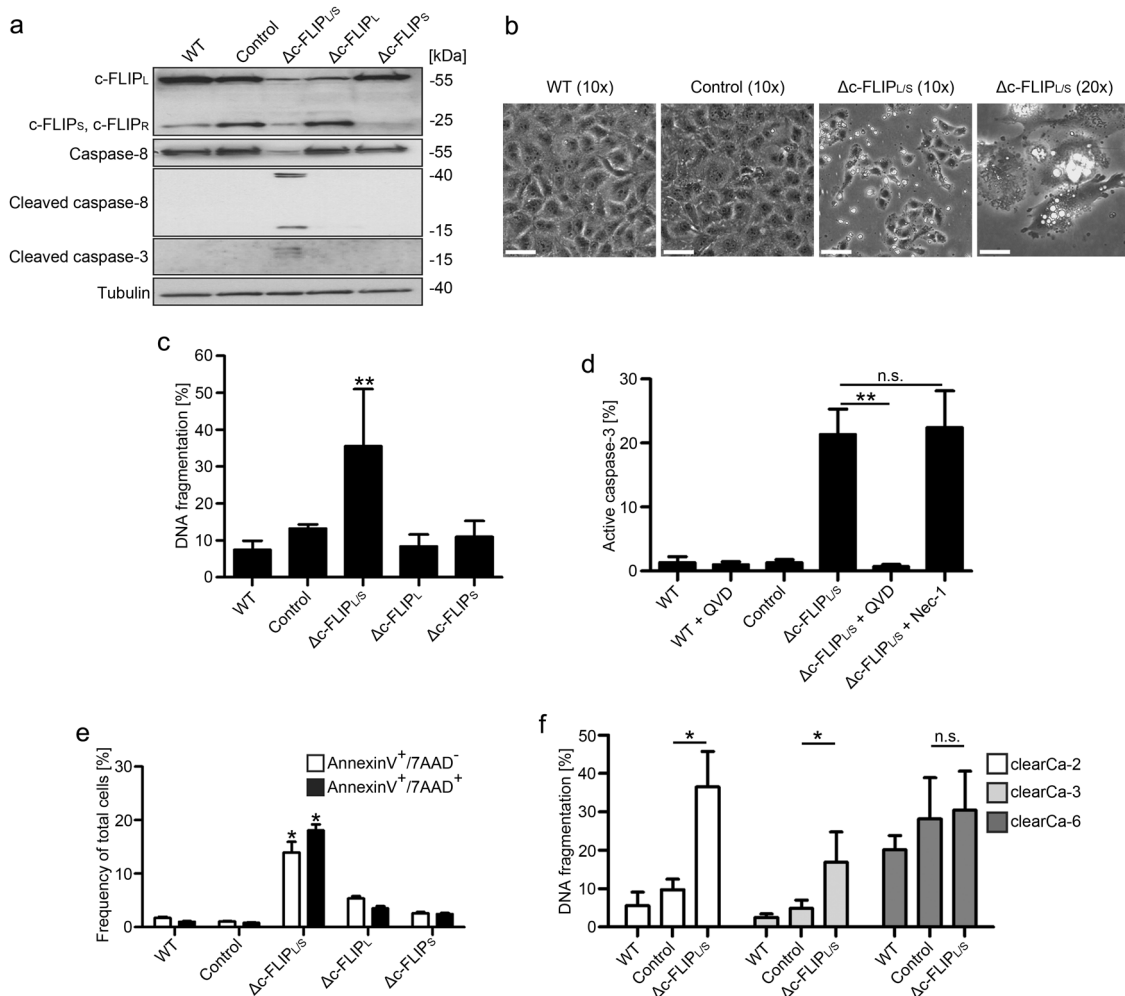 a
WT
Control
Δc-FLIPL/S
Δc-FLIPL
Δc-FLIPS
[kDa]
c-FLIPL
-55
c-FLIPS, c-FLIPR
-25
Caspase-8
-55
-40
Cleaved caspase-8
-15
Cleaved caspase-3
-15
Tubulin
-40
b
WT (10x)
Control (10x)
Δc-FLIPL/S (10x)
Δc-FLIPL/S (20x)
c
DNA fragmentation [%]
60
50
40
30
20
10
0
**
WT
Control
Δc-FLIPL/S
Δc-FLIPL
Δc-FLIPS
d
Active caspase-3 [%]
30
20
10
0
n.s.
**
WT
WT + QVD
Control
Δc-FLIPL/S
Δc-FLIPL/S + QVD
Δc-FLIPL/S + Nec-1
e
Frequency of total cells [%]
30
20
10
0
AnnexinV+/7AAD-
AnnexinV+/7AAD+
*
*
WT
Control
Δc-FLIPL/S
Δc-FLIPL
Δc-FLIPS
f
DNA fragmentation [%]
50
40
30
20
10
0
*
*
n.s.
clearCa-2
clearCa-3
clearCa-6
WT
Control
Δc-FLIPL/S
WT
Control
Δc-FLIPL/S
WT
Control
Δc-FLIPL/S